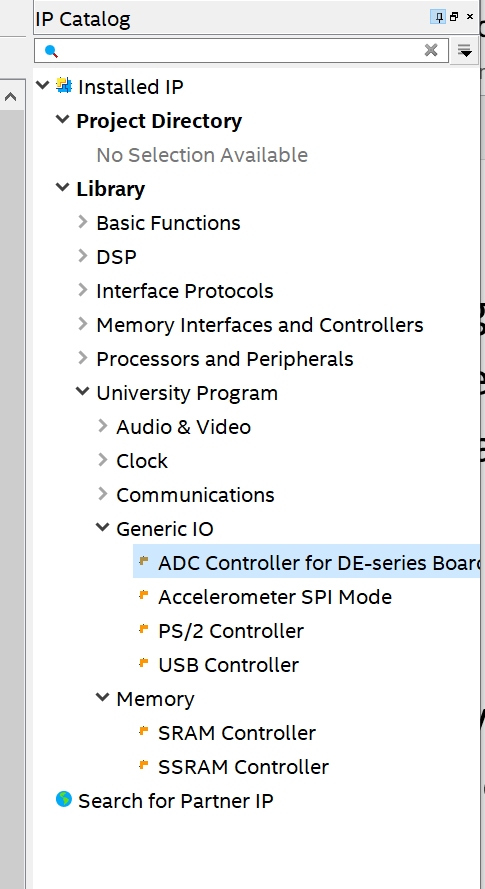 IP Catalog
Installed IP
Project Directory
No Selection Available
Library
Basic Functions
DSP
Interface Protocols
Memory Interfaces and Controllers
Processors and Peripherals
University Program
Audio & Video
Clock
Communications
Generic IO
ADC Controller for DE-series Boar
Accelerometer SPI Mode
PS/2 Controller
USB Controller
Memory
SRAM Controller
SSRAM Controller
Search for Partner IP